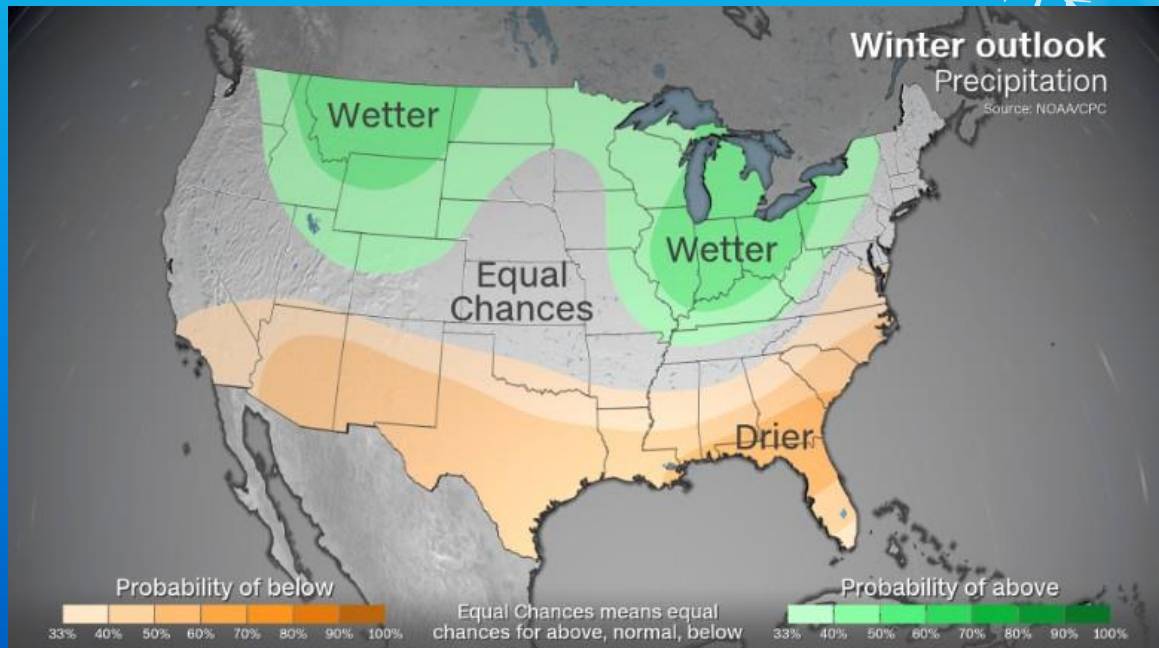 Winter outlook
Precipitation
Source: NOAA/CPC
Wetter
Wetter
Equal
Chances
Drier
Probability of below
33% 40% 50% 60% 70% 80% 90% 100%
Equal Chances means equal
chances for above, normal, below
Probability of above
33% 40% 50% 60% 70% 80% 90% 100%